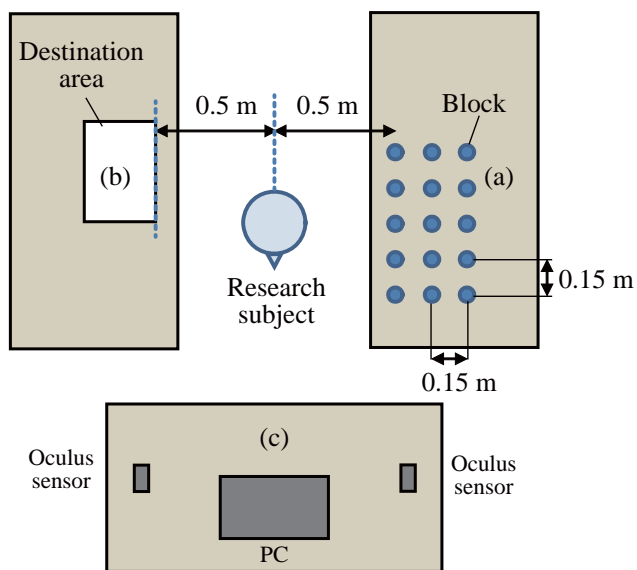 Destination
area
0.5 m
0.5 m
Block
(b)
(a)
Research
subject
0.15 m
0.15 m
(c)
Oculus
sensor
Oculus
sensor
PC